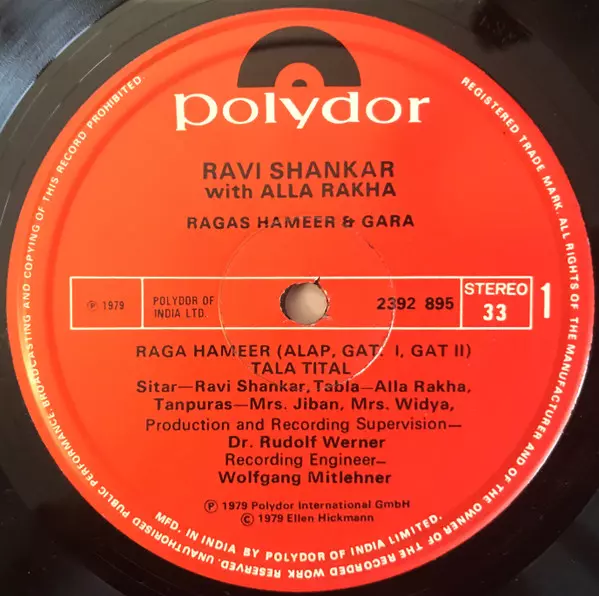 polydor
RAVI SHANKAR
with ALLA RAKHA
RAGAS HAMEER & GARA
℗ 1979
POLYDOR OF
INDIA LTD.
2392 895
STEREO
33
1
RAGA HAMEER (ALAP, GAT. I, GAT II)
TALA TITAL
Sitar—Ravi Shankar, Tabla—Alla Rakha,
Tanpuras—Mrs. Jiban, Mrs. Widya,
Production and Recording Supervision—
Dr. Rudolf Werner
Recording Engineer—
Wolfgang Mitlehner
℗ 1979 Polydor International GmbH
© 1979 Ellen Hickmann
MFD. IN INDIA BY POLYDOR OF INDIA LIMITED.
REGISTERED TRADE MARK. ALL RIGHTS OF THE MANUFACTURER AND OF THE OWNER OF THE RECORDED WORK RESERVED. UNAUTHORISED PUBLIC PERFORMANCE, BROADCASTING AND COPYING OF THIS RECORD PROHIBITED